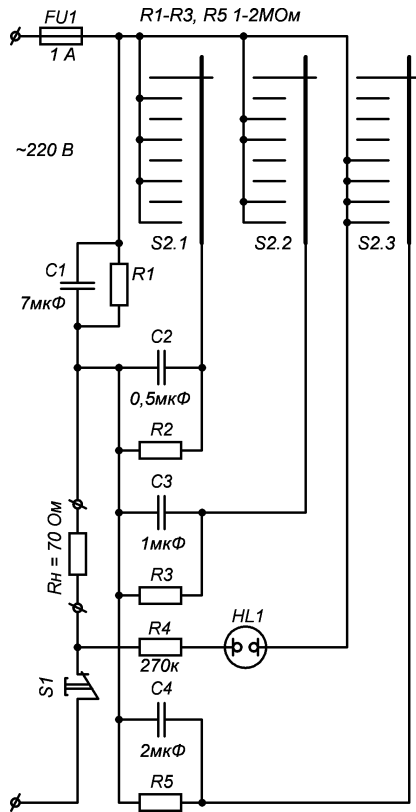 FU1
R1-R3, R5 1-2МОм
1 А
~220 В
S2.1
S2.2
S2.3
C1
R1
7мкФ
C2
0,5мкФ
R2
C3
1мкФ
Rн = 70 Ом
R3
R4
HL1
270к
S1
C4
2мкФ
R5